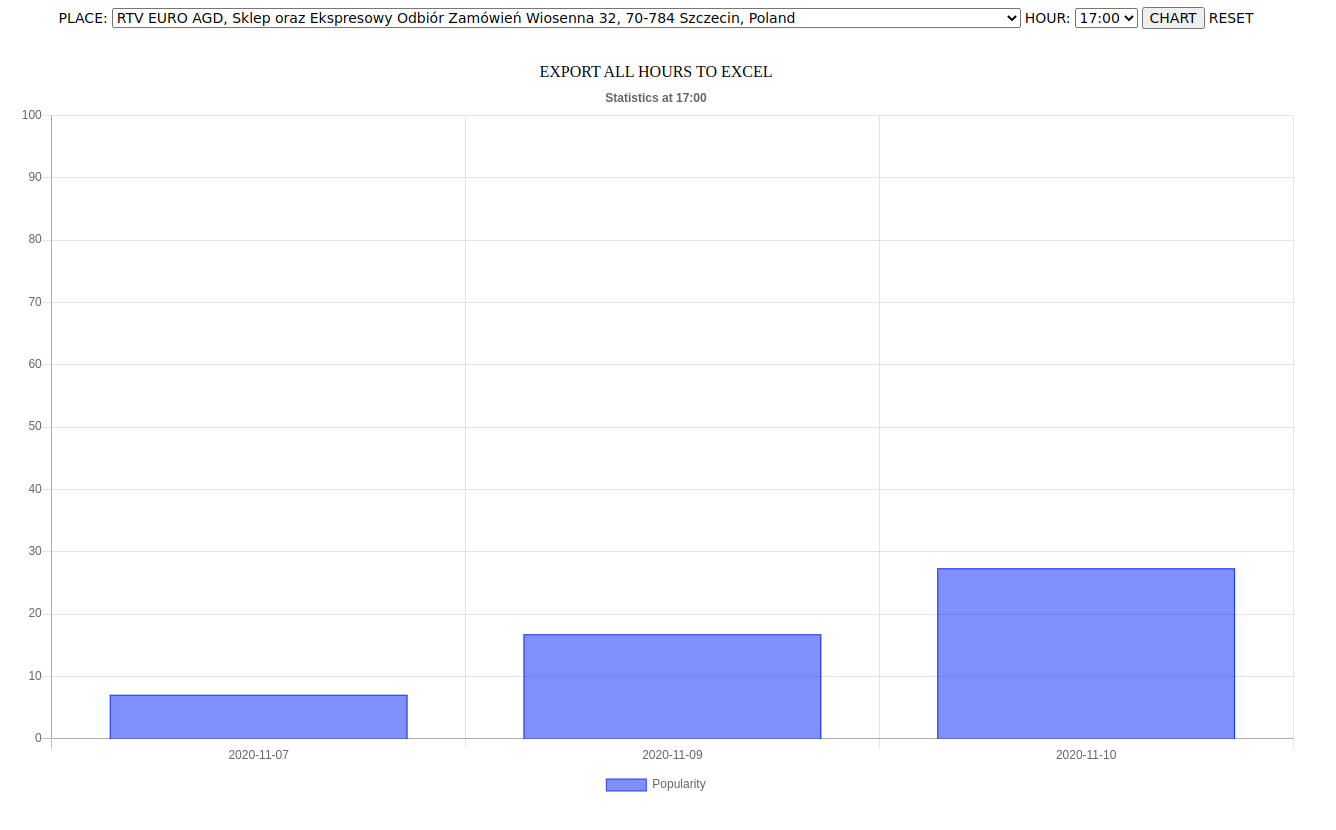 PLACE: RTV EURO AGD, Sklep oraz Ekspresowy Odbiór Zamówień Wiosenna 32, 70-784 Szczecin, Poland HOUR: 17:00 CHART RESET
EXPORT ALL HOURS TO EXCEL
Statistics at 17:00
100
90
80
70
60
50
40
30
20
10
0
2020-11-07 2020-11-09 2020-11-10
Popularity